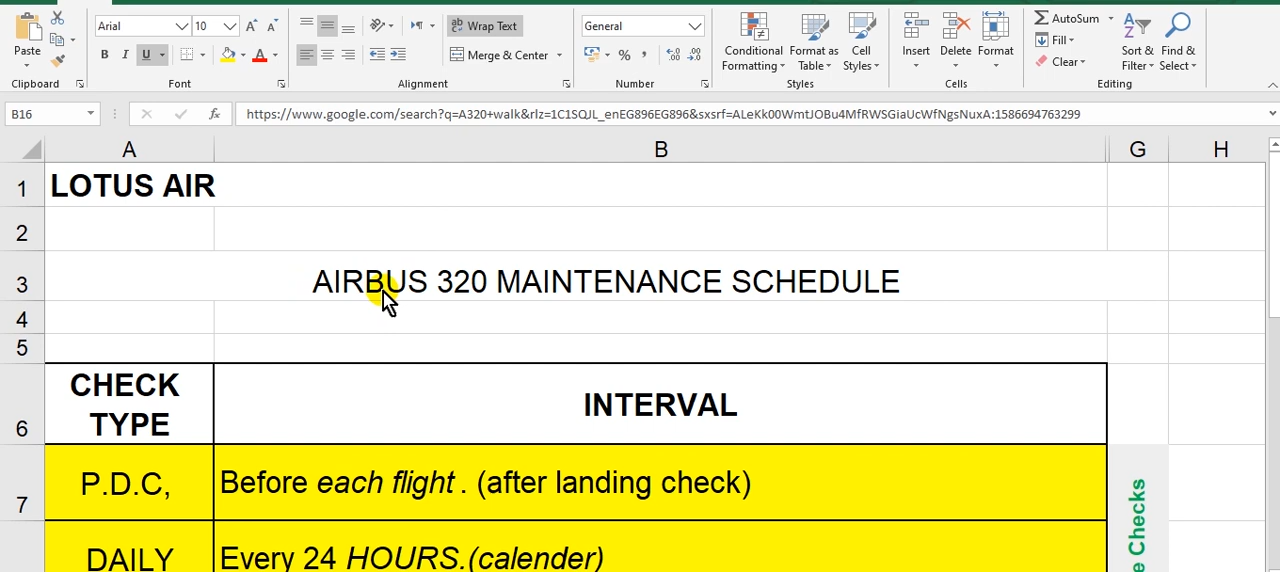 Arial 10 Wrap Text General AutoSum
Paste Merge & Center Conditional Formatting Format as Table Cell Styles Insert Delete Format Fill Clear Sort & Filter Find & Select
Clipboard Font Alignment Number Styles Cells Editing
B16 fx https://www.google.com/search?q=A320+walk&rlz=1C1SQJL_enEG896EG896&sxsrf=ALeKk00WmtJOBu4MfRWSGiaUcWfNgsNuxA:1586694763299
A B G H
1 LOTUS AIR
2
3 AIRBUS 320 MAINTENANCE SCHEDULE
4
5
6 CHECK TYPE INTERVAL
7 P.D.C, Before each flight . (after landing check)
DAILY Every 24 HOURS.(calender)
e Checks